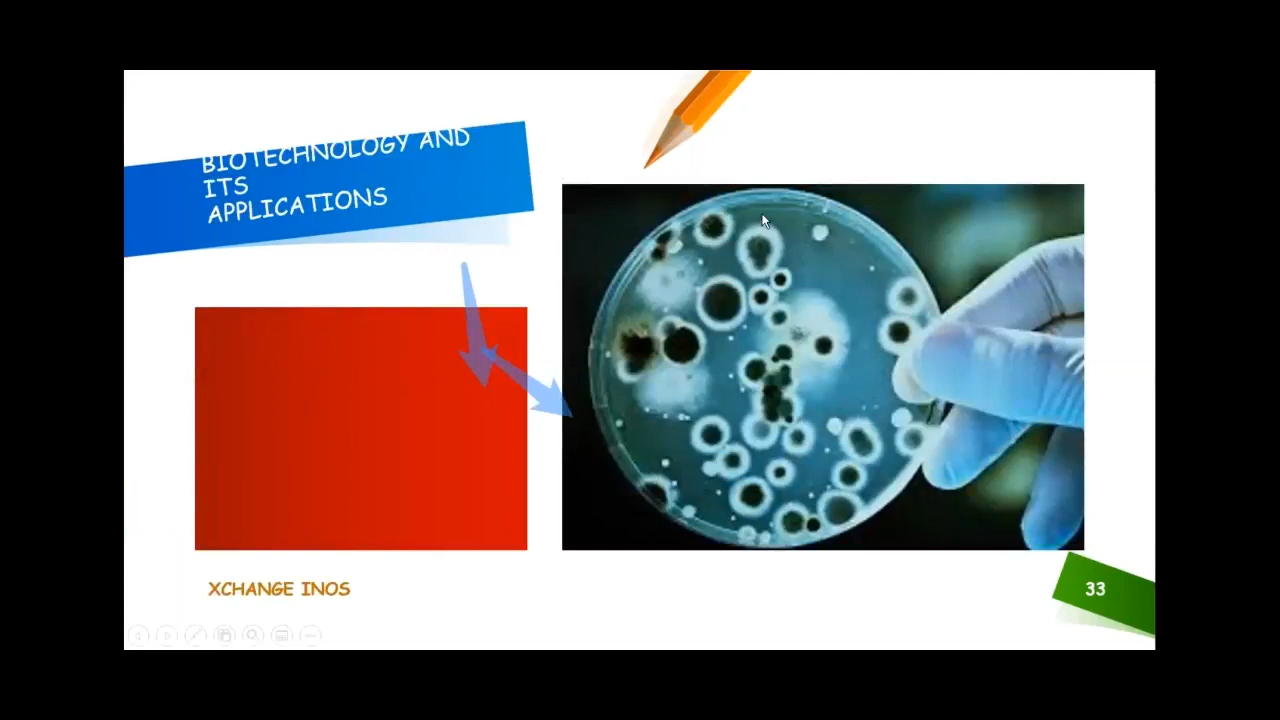 BIOTECHNOLOGY AND
ITS
APPLICATIONS
XCHANGE INOS
33